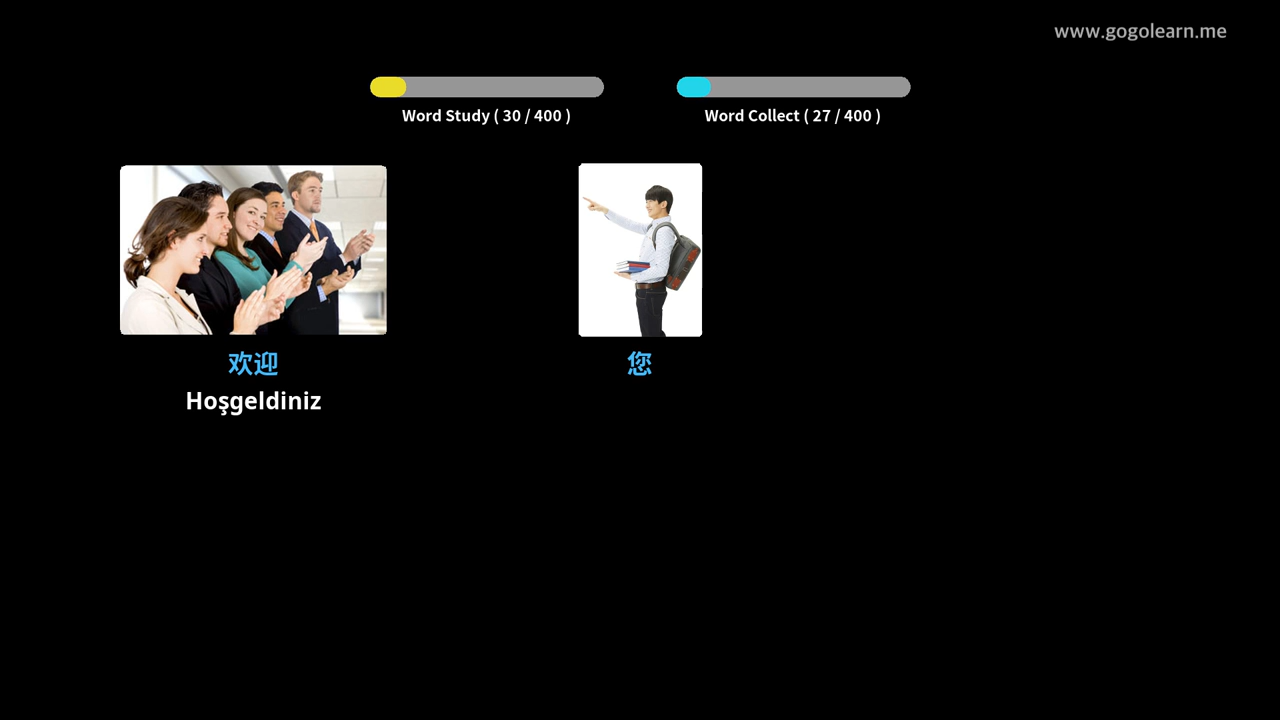 www.gogolearn.me
Word Study ( 30 / 400 )
Word Collect ( 27 / 400 )
欢迎
您
Hoşgeldiniz